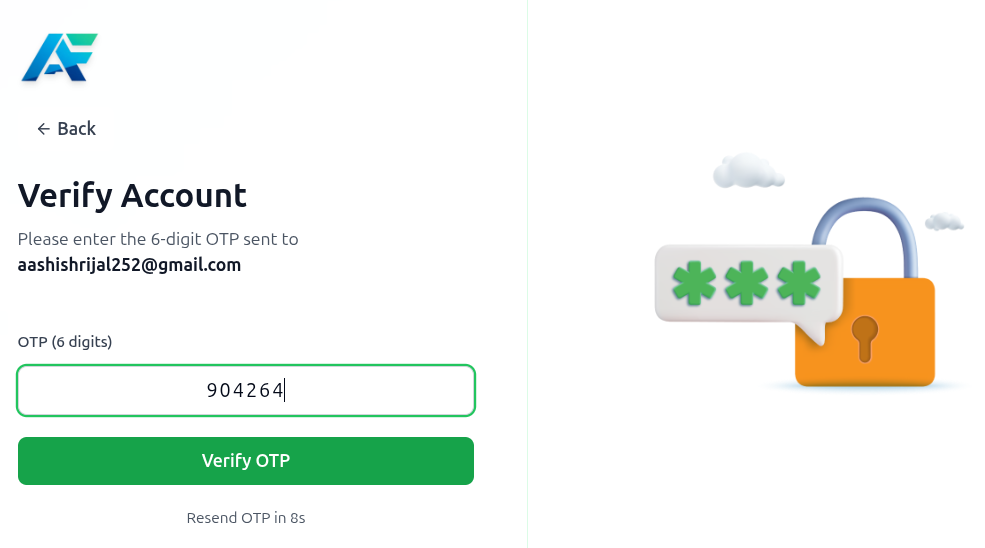 AF
Back
Verify Account
Please enter the 6-digit OTP sent to
aashishrijal252@gmail.com
OTP (6 digits)
904264
Verify OTP
Resend OTP in 8s